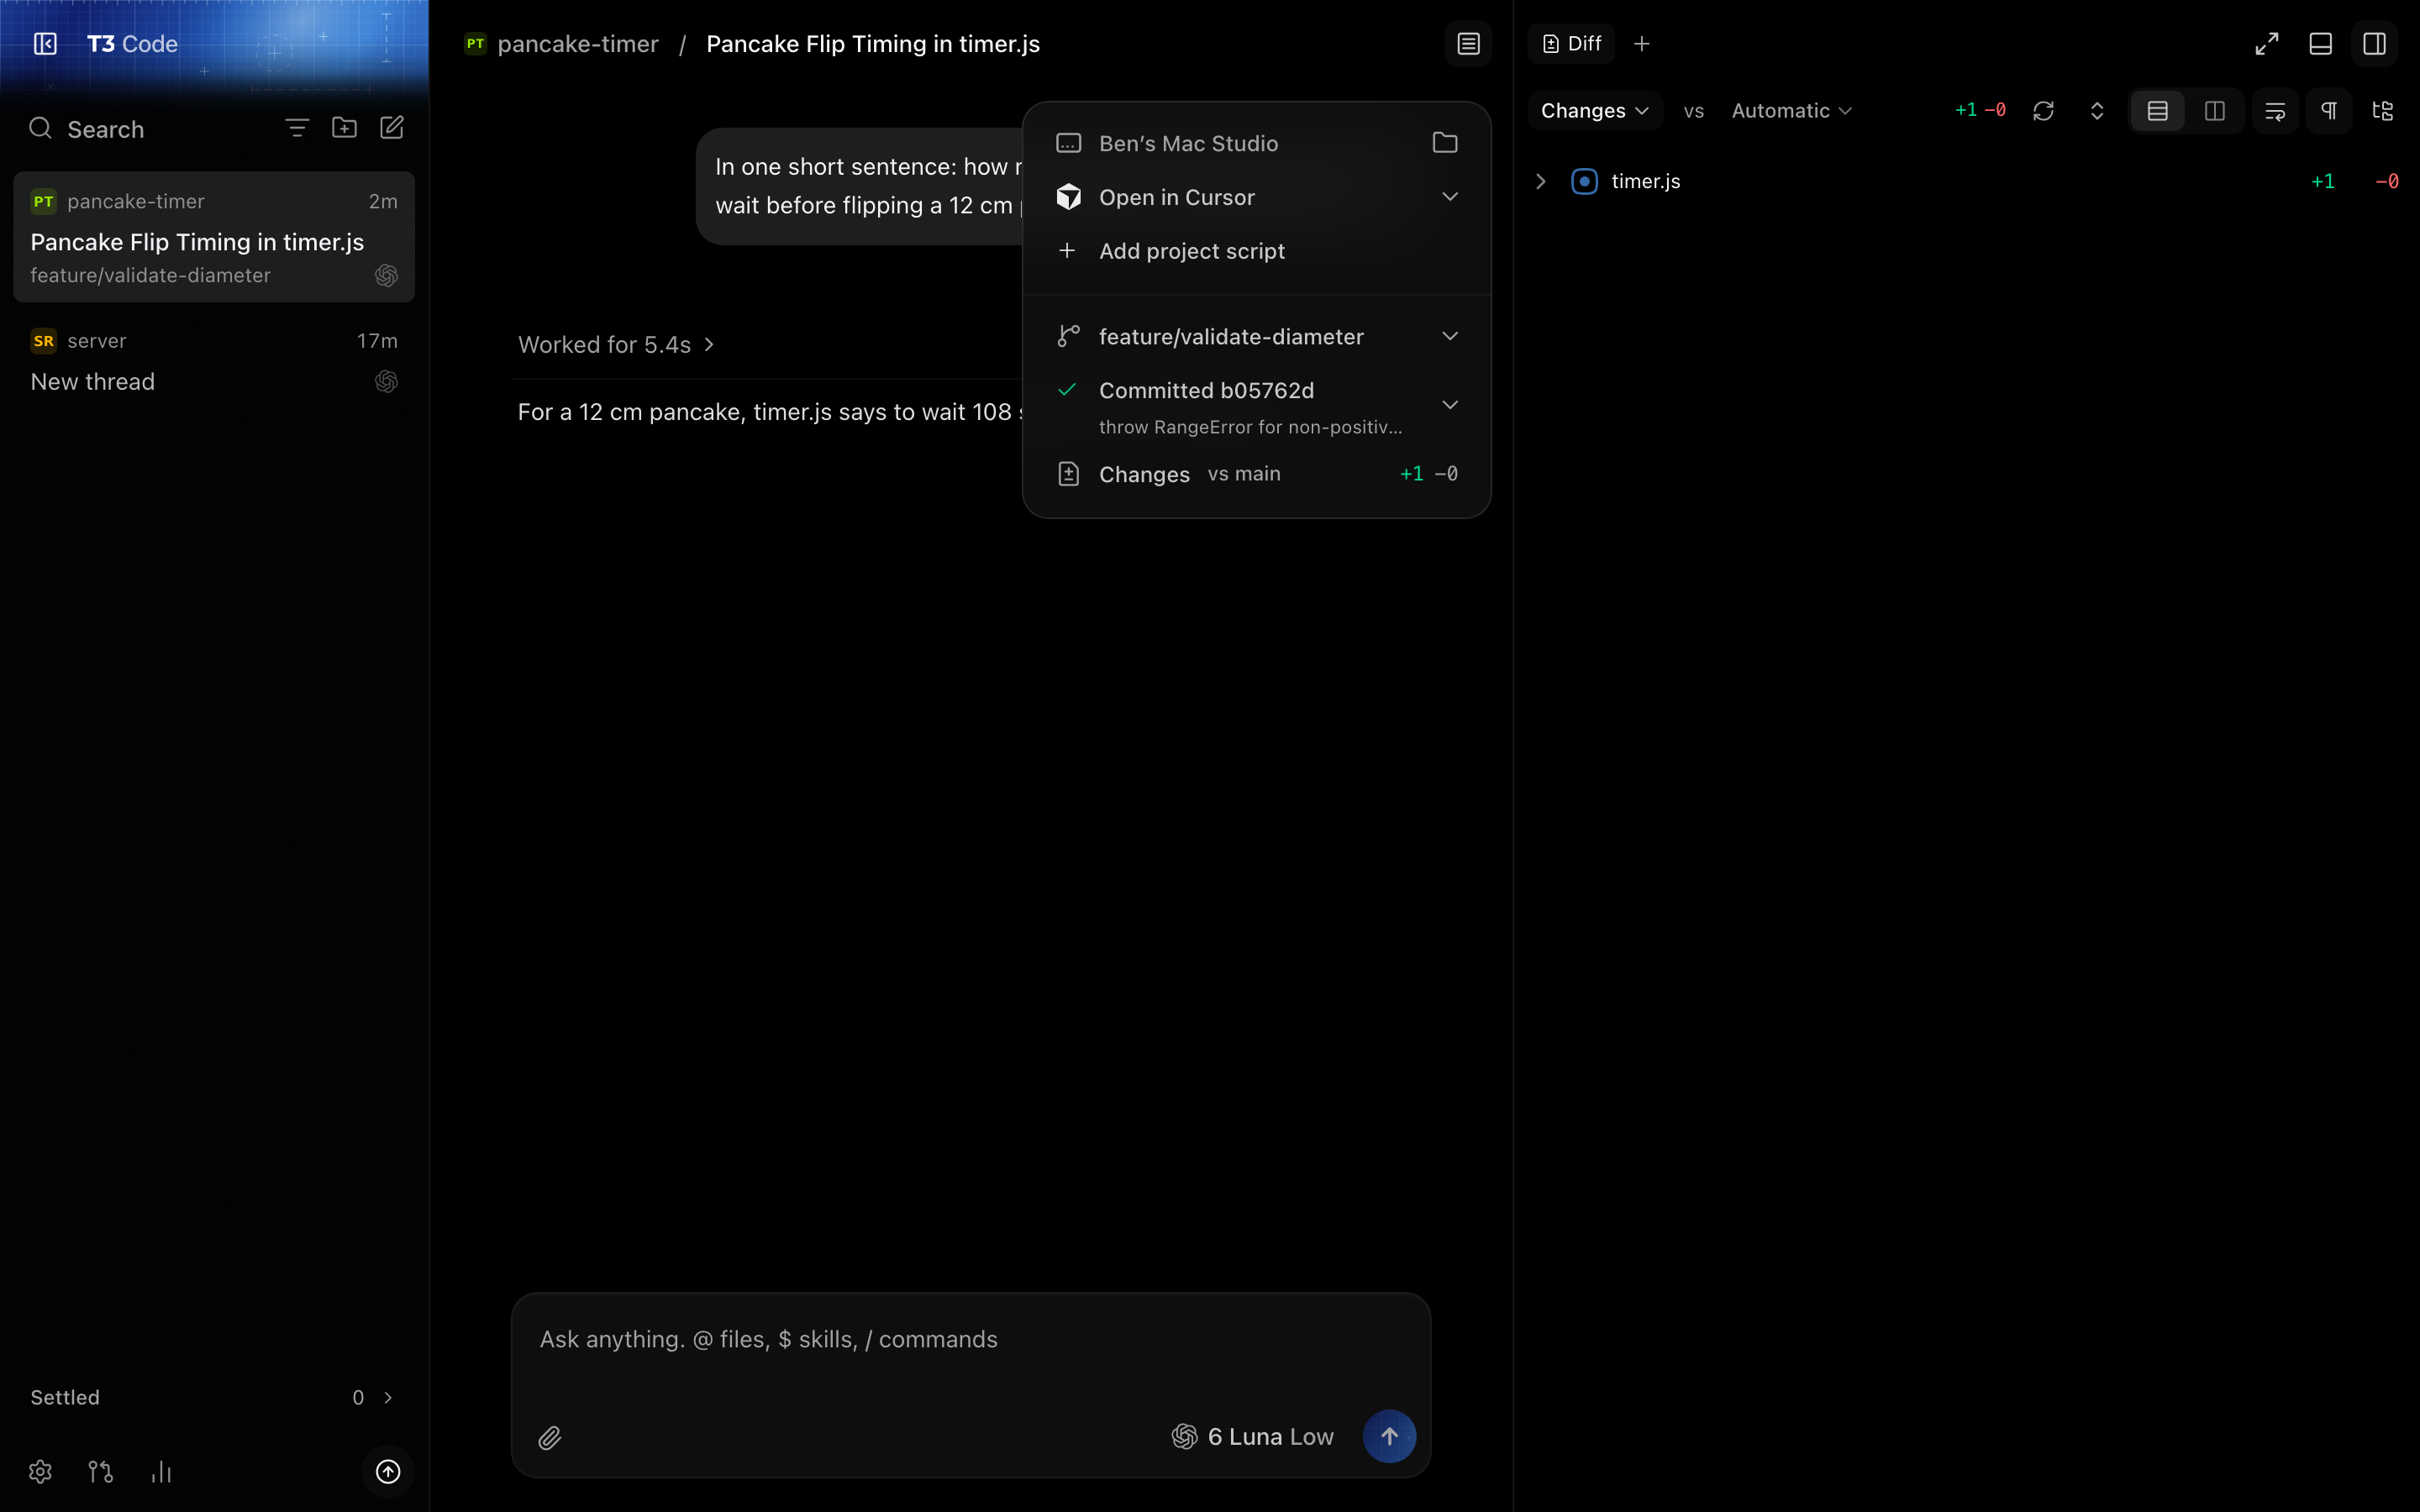 T3 Code
Search
PT pancake-timer 2m
Pancake Flip Timing in timer.js
feature/validate-diameter
SR server 17m
New thread
Settled 0
PT pancake-timer / Pancake Flip Timing in timer.js
In one short sentence: how
wait before flipping a 12 cm
Worked for 5.4s
For a 12 cm pancake, timer.js says to wait 108
Ben’s Mac Studio
Open in Cursor
Add project script
feature/validate-diameter
Committed b05762d
throw RangeError for non-positiv...
Changes vs main +1 −0
Ask anything. @ files, $ skills, / commands
6 Luna Low
Diff
Changes vs Automatic +1 −0
timer.js +1 −0